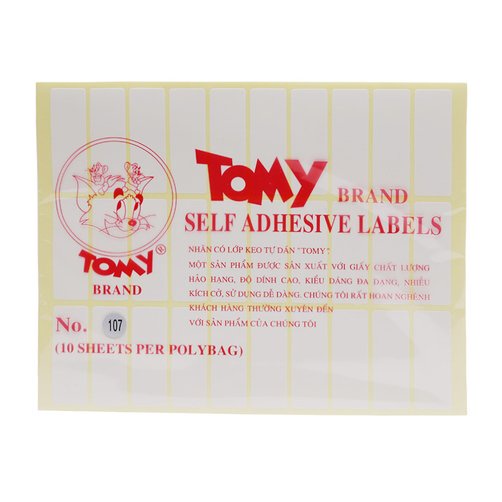 TOMY BRAND
SELF ADHESIVE LABELS
TOMY®
BRAND
NHÃN CÓ LỚP KEO TỰ DÁN "TOMY"
MỘT SẢN PHẨM ĐƯỢC SẢN XUẤT VỚI GIẤY CHẤT LƯỢNG
HẢO HẠNG, ĐỘ DÍNH CAO, KIỂU DÁNG ĐA DẠNG, NHIỀU
KÍCH CỠ, SỬ DỤNG DỄ DÀNG. CHÚNG TÔI RẤT HOAN NGHÊNH
KHÁCH HÀNG THƯỜNG XUYÊN ĐẾN
VỚI SẢN PHẨM CỦA CHÚNG TÔI
No. 107
(10 SHEETS PER POLYBAG)